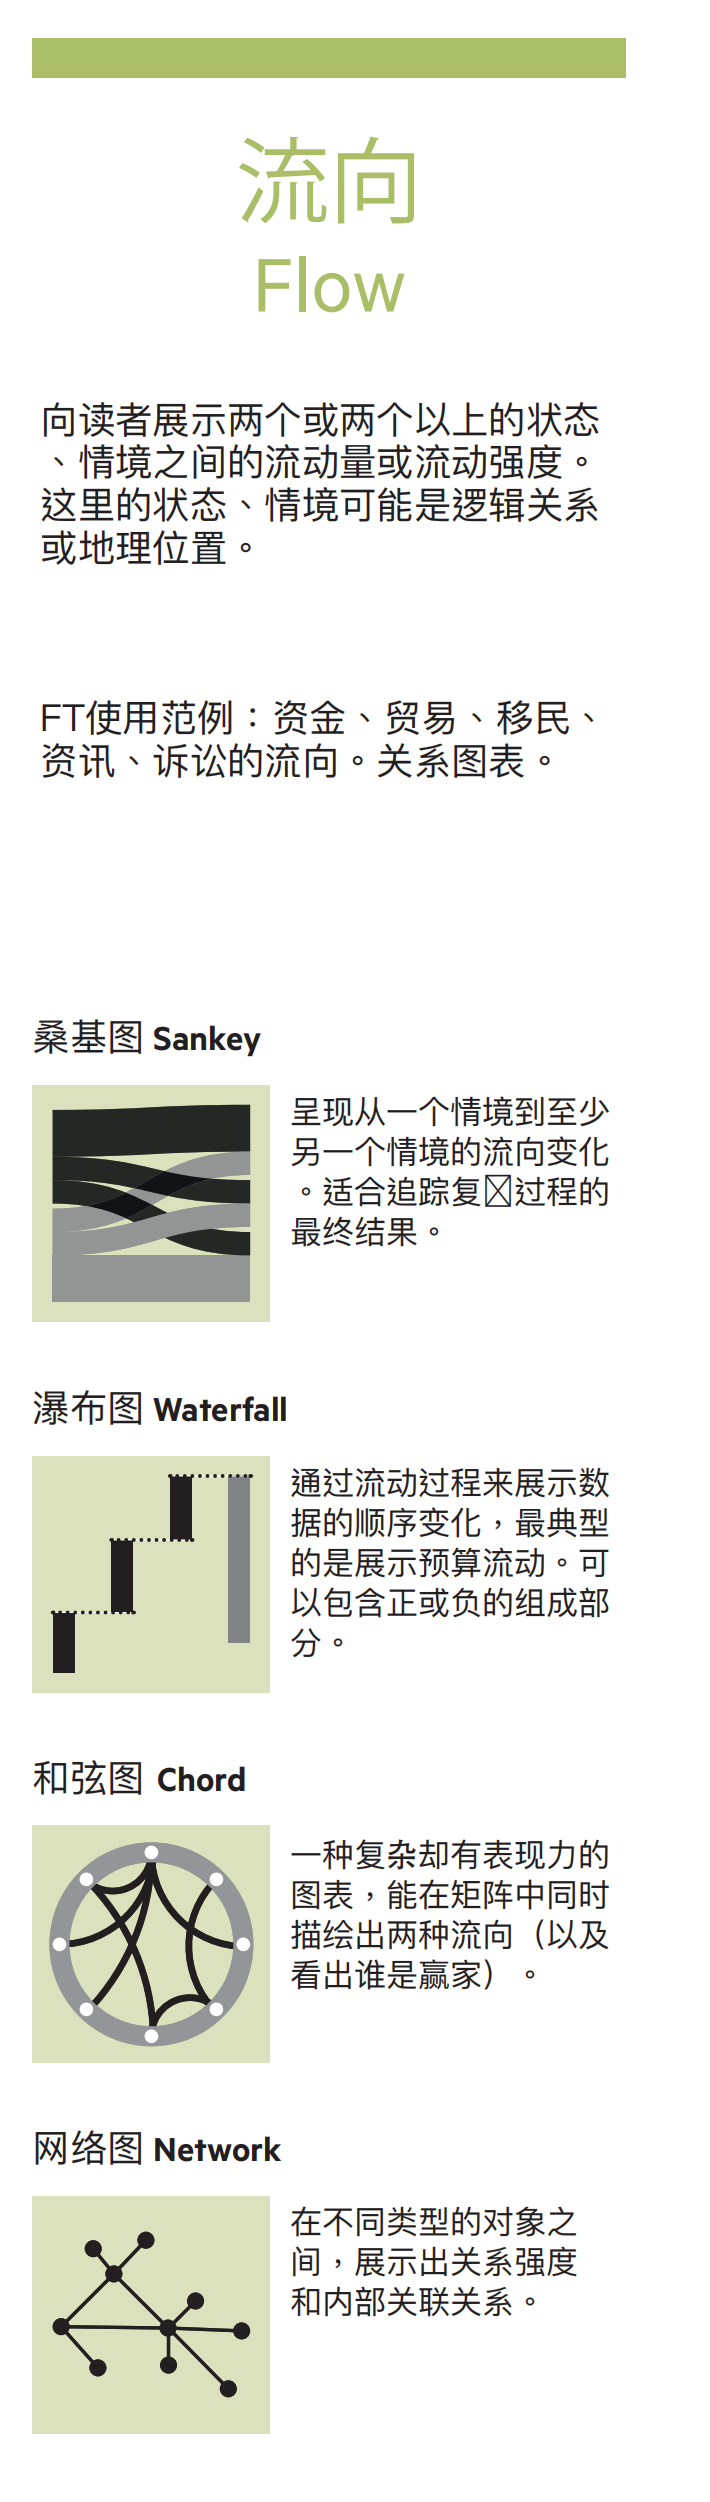 流向
Flow
向读者展示两个或两个以上的状态
、情境之间的流动量或流动强度。
这里的状态、情境可能是逻辑关系
或地理位置。
FT使用范例：资金、贸易、移民、
资讯、诉讼的流向。关系图表。
桑基图 Sankey
呈现从一个情境到至少
另一个情境的流向变化
。适合追踪复☒过程的
最终结果。
瀑布图 Waterfall
通过流动过程来展示数
据的顺序变化，最典型
的是展示预算流动。可
以包含正或负的组成部
分。
和弦图 Chord
一种复杂却有表现力的
图表，能在矩阵中同时
描绘出两种流向（以及
看出谁是赢家）。
网络图 Network
在不同类型的对象之
间，展示出关系强度
和内部关联关系。